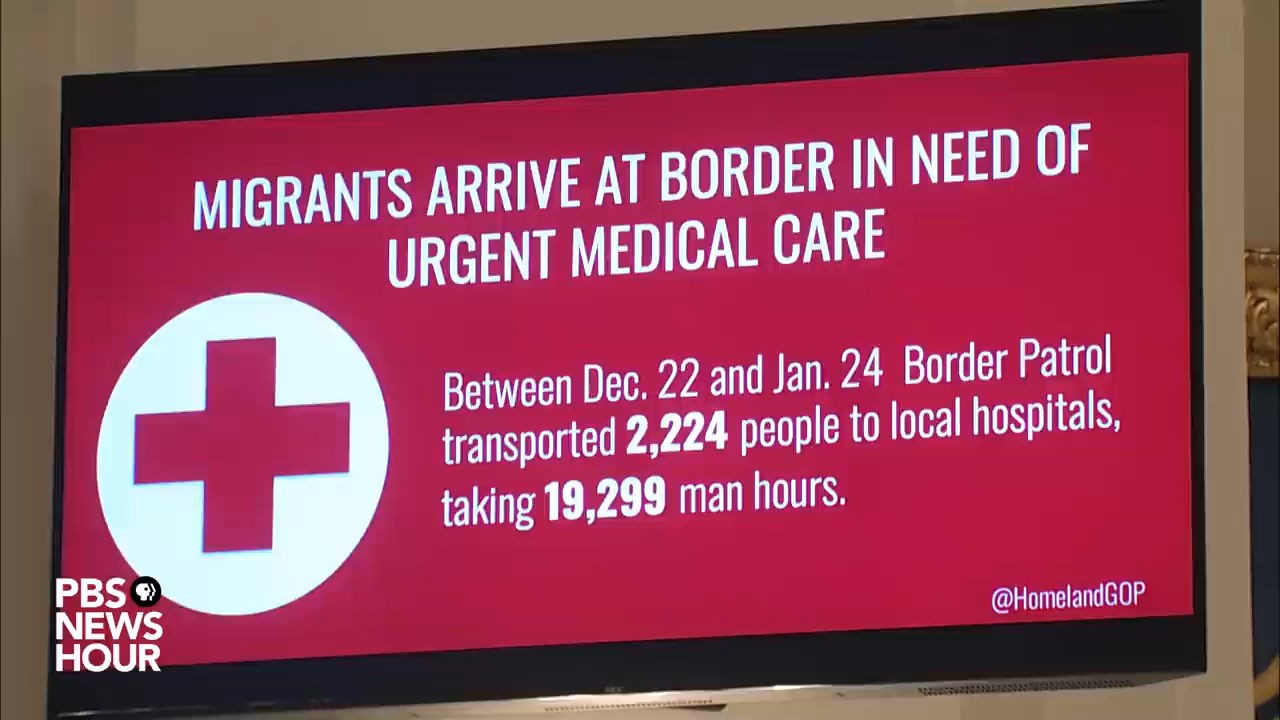 MIGRANTS ARRIVE AT BORDER IN NEED OF
URGENT MEDICAL CARE
Between Dec. 22 and Jan. 24 Border Patrol
transported 2,224 people to local hospitals,
taking 19,299 man hours.
@HomelandGOP
PBS
NEWS
HOUR